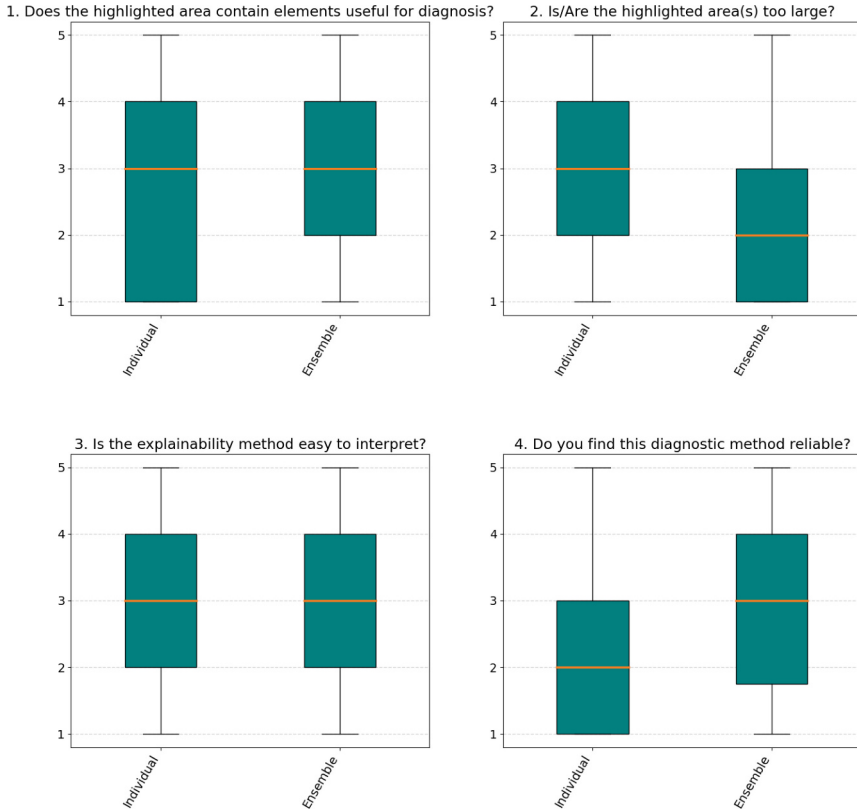 1. Does the highlighted area contain elements useful for diagnosis?
5
4
3
2
1
Individual
Ensemble
2. Is/Are the highlighted area(s) too large?
5
4
3
2
1
Individual
Ensemble
3. Is the explainability method easy to interpret?
5
4
3
2
1
Individual
Ensemble
4. Do you find this diagnostic method reliable?
5
4
3
2
1
Individual
Ensemble